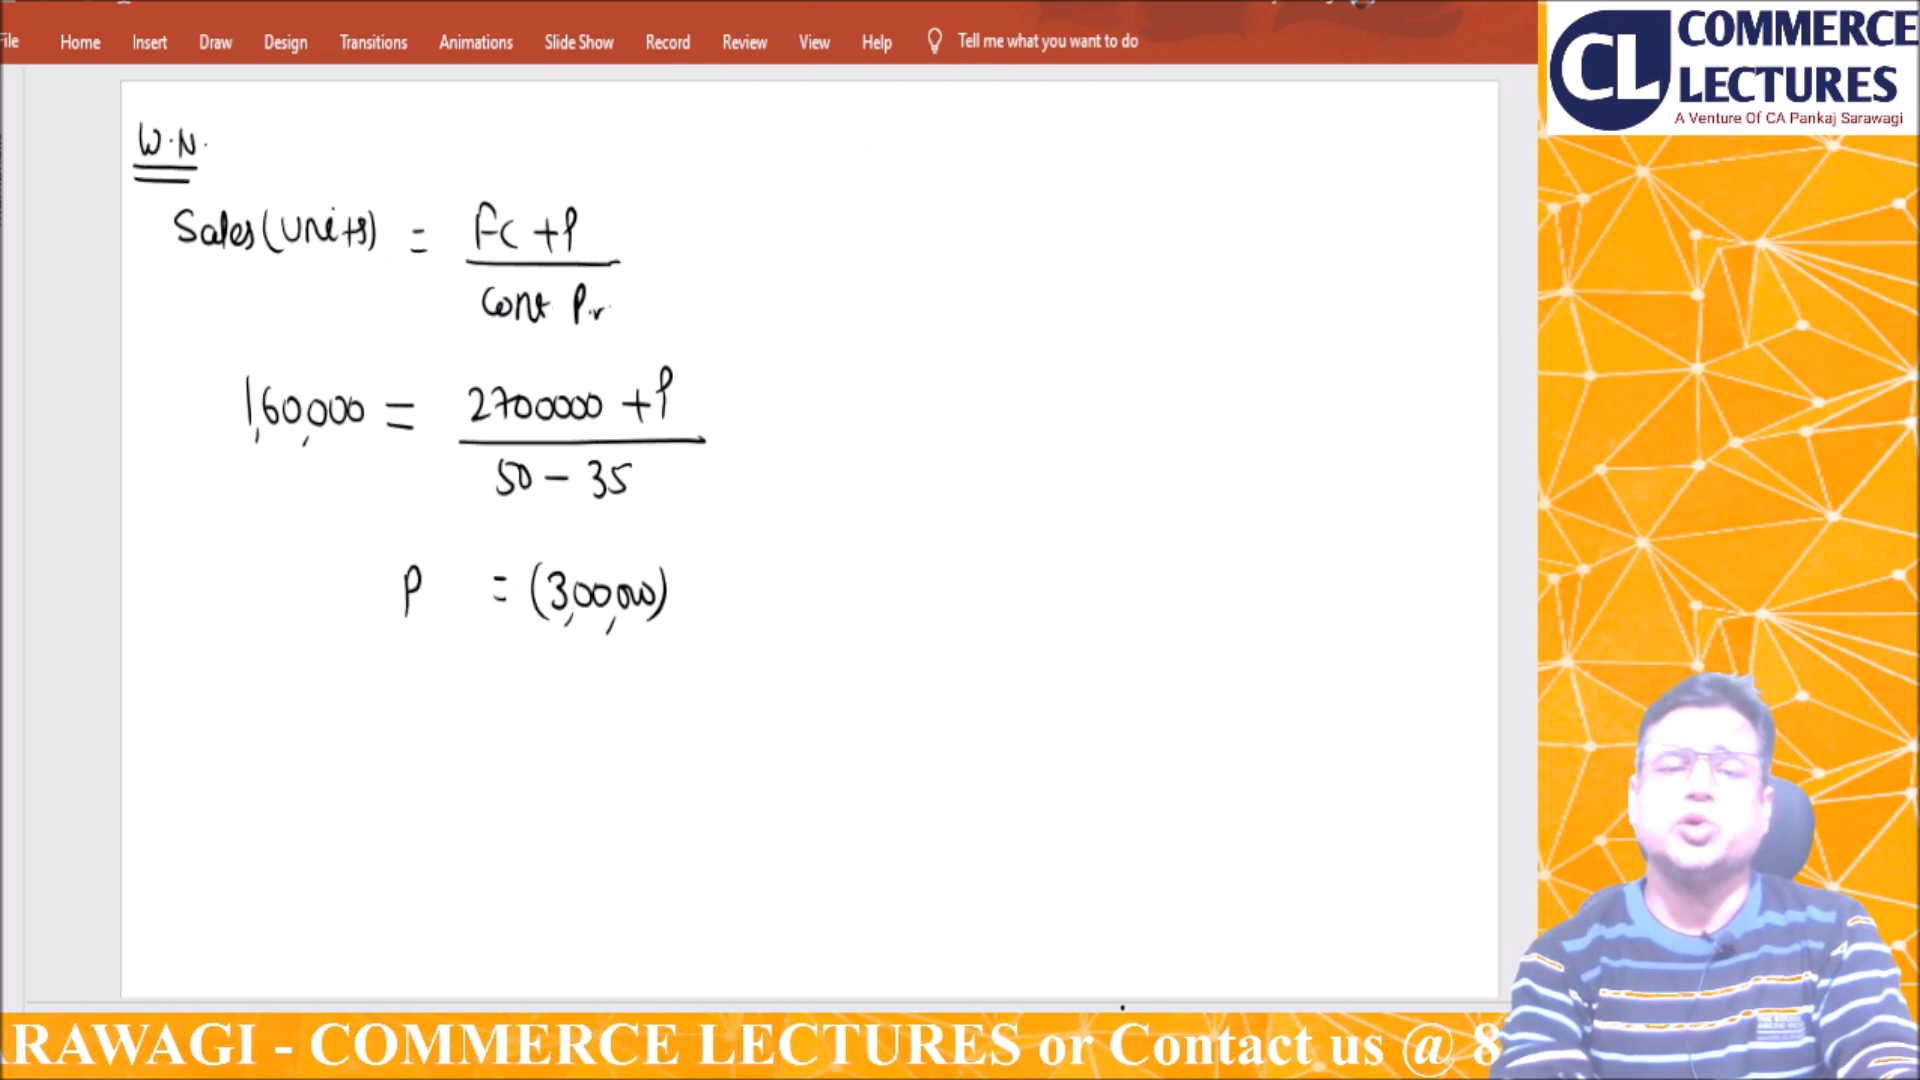 File Home Insert Draw Design Transitions Animations Slide Show Record Review View Help Tell me what you want to do
COMMERCE
LECTURES
CL
A Venture Of CA Pankaj Sarawagi
W.N.
Sales(units) = FC + P
Cont P.v.
1,60,000 = 2700000 + P
50 - 35
P = (3,00,000)
RAWAGI - COMMERCE LECTURES or Contact us @ 8